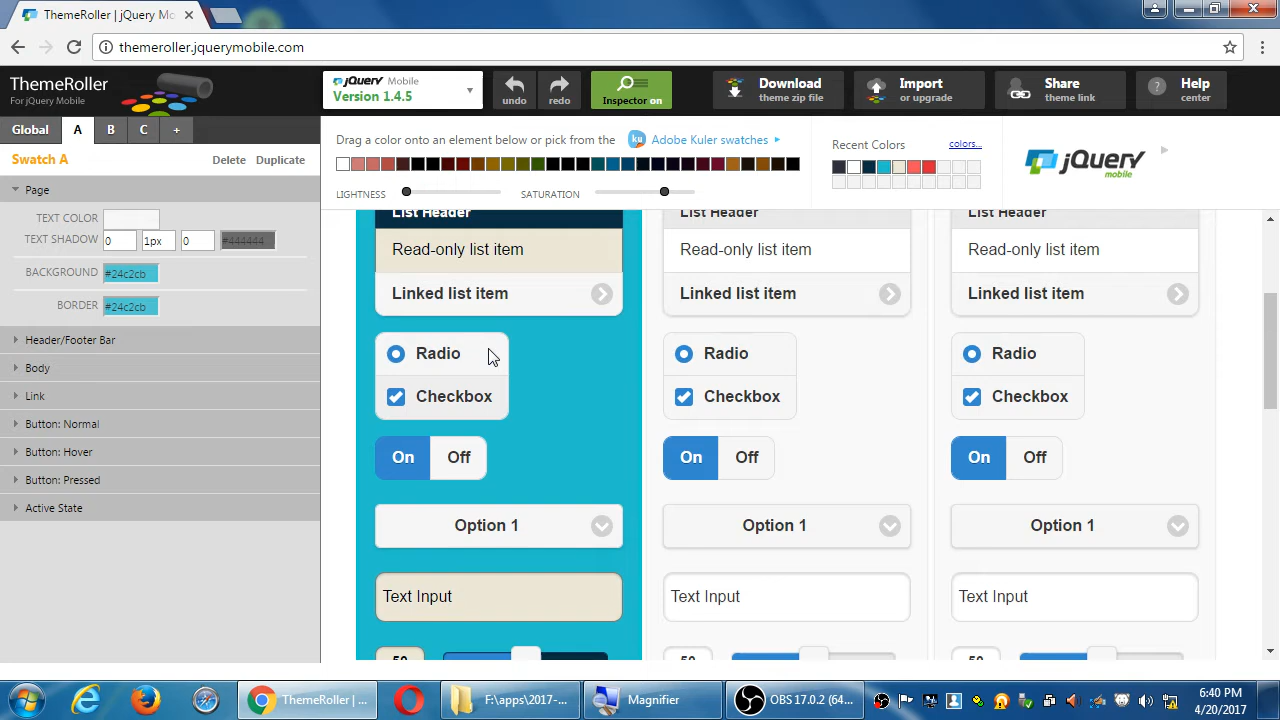 ThemeRoller | jQuery Mo
themeroller.jquerymobile.com
ThemeRoller
For jQuery Mobile
jQuery Mobile
Version 1.4.5
undo
redo
Inspector on
Download
theme zip file
Import
or upgrade
Share
theme link
?
Help
center
Global
A
B
C
+
Swatch A
Delete
Duplicate
Drag a color onto an element below or pick from the
ku
Adobe Kuler swatches
LIGHTNESS
SATURATION
Recent Colors
colors...
jQuery
mobile
Page
TEXT COLOR
TEXT SHADOW
0
1px
0
#444444
BACKGROUND
#24c2cb
BORDER
#24c2cb
Header/Footer Bar
Body
Link
Button: Normal
Button: Hover
Button: Pressed
Active State
List Header
Read-only list item
Linked list item
Radio
Checkbox
On
Off
Option 1
Text Input
50
List Header
Read-only list item
Linked list item
Radio
Checkbox
On
Off
Option 1
Text Input
50
List Header
Read-only list item
Linked list item
Radio
Checkbox
On
Off
Option 1
Text Input
50
ThemeRoller | ...
F:\apps\2017-...
Magnifier
OBS 17.0.2 (64...
6:40 PM
4/20/2017